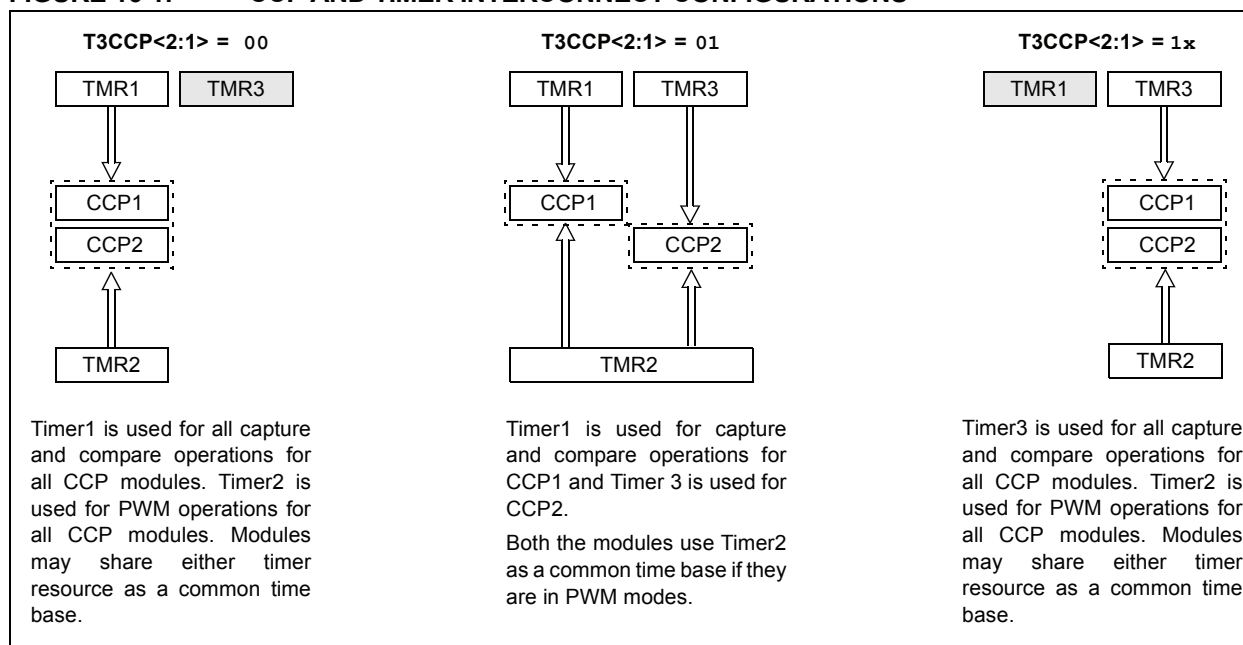 FIGURE 16-1: CCP AND TIMER INTERCONNECT CONFIGURATIONS
T3CCP<2:1> = 00
TMR1
TMR3
CCP1
CCP2
TMR2
Timer1 is used for all capture
and compare operations for
all CCP modules. Timer2 is
used for PWM operations for
all CCP modules. Modules
may share either timer
resource as a common time
base.
T3CCP<2:1> = 01
TMR1
TMR3
CCP1
CCP2
TMR2
Timer1 is used for capture
and compare operations for
CCP1 and Timer 3 is used for
CCP2.
Both the modules use Timer2
as a common time base if they
are in PWM modes.
T3CCP<2:1> = 1x
TMR1
TMR3
CCP1
CCP2
TMR2
Timer3 is used for all capture
and compare operations for
all CCP modules. Timer2 is
used for PWM operations for
all CCP modules. Modules
may share either timer
resource as a common time
base.